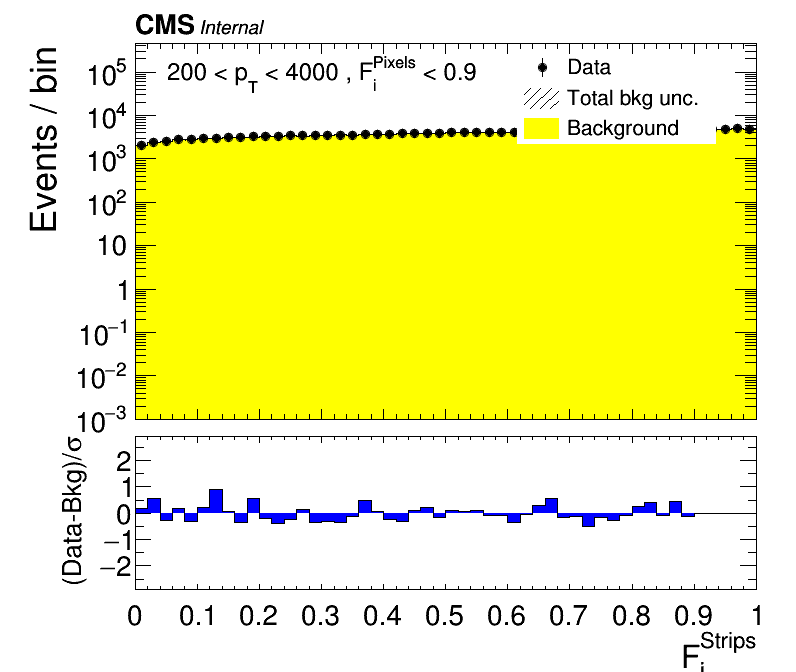 CMS Internal
Events / bin
10^5
10^4
10^3
10^2
10
1
10^−1
10^−2
10^−3
200 < p_T < 4000 , F_i^Pixels < 0.9
Data
Total bkg unc.
Background
(Data-Bkg)/σ
2
1
0
−1
−2
0 0.1 0.2 0.3 0.4 0.5 0.6 0.7 0.8 0.9 1
F_i^Strips